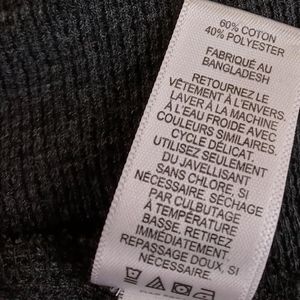 60% COTON
40% POLYESTER
FABRIQUÉ AU
BANGLADESH
RETOURNEZ LE
VÊTEMENT À L'ENVERS.
LAVER À LA MACHINE
À L'EAU FROIDE AVEC
COULEURS SIMILAIRES,
CYCLE DÉLICAT.
UTILISEZ SEULEMENT
DU JAVELLISANT
SANS CHLORE, SI
NÉCESSAIRE. SÉCHAGE
PAR CULBUTAGE
À TEMPÉRATURE
BASSE. RETIREZ
IMMÉDIATEMENT.
REPASSAGE DOUX, SI
NÉCESSAIRE.